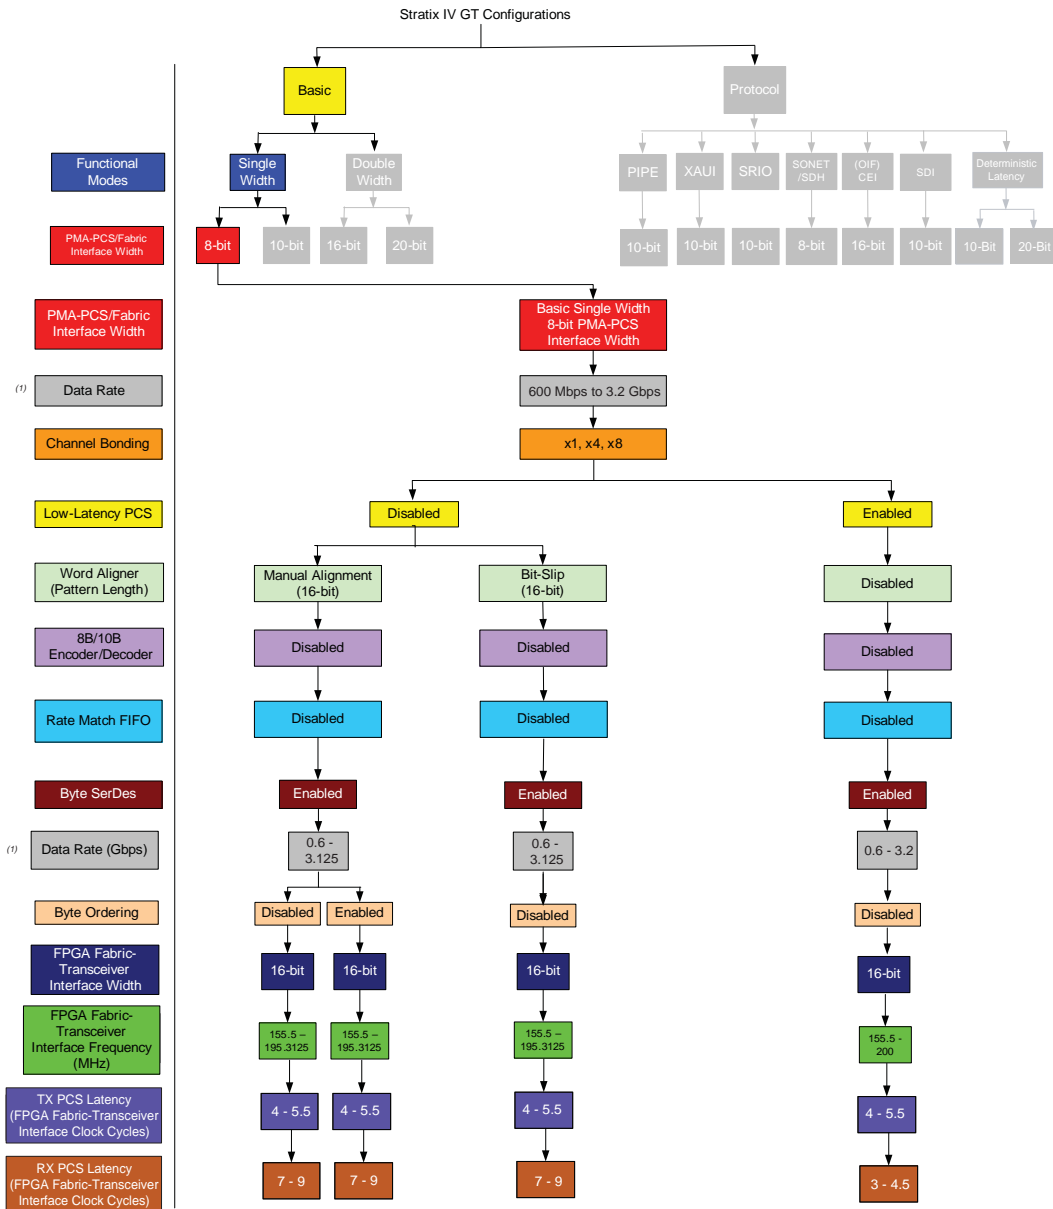 Stratix IV GT Configurations
Basic
Protocol
Functional
Modes
Single
Width
Double
Width
PIPE
XAUI
SRIO
SONET
/SDH
(OIF)
CEI
SDI
Deterministic
Latency
PMA-PCS/Fabric
Interface Width
8-bit
10-bit
16-bit
20-bit
10-bit
10-bit
10-bit
8-bit
16-bit
10-bit
10-Bit
20-Bit
PMA-PCS/Fabric
Interface Width
Basic Single Width
8-bit PMA-PCS
Interface Width
(1)
Data Rate
600 Mbps to 3.2 Gbps
Channel Bonding
x1, x4, x8
Low-Latency PCS
Disabled
Enabled
Word Aligner
(Pattern Length)
Manual Alignment
(16-bit)
Bit-Slip
(16-bit)
Disabled
8B/10B
Encoder/Decoder
Disabled
Disabled
Disabled
Rate Match FIFO
Disabled
Disabled
Disabled
Byte SerDes
Enabled
Enabled
Enabled
(1)
Data Rate (Gbps)
0.6 -
3.125
0.6 -
3.125
0.6 - 3.2
Byte Ordering
Disabled
Enabled
Disabled
Disabled
FPGA Fabric-
Transceiver
Interface Width
16-bit
16-bit
16-bit
16-bit
FPGA Fabric-
Transceiver
Interface Frequency
(MHz)
155.5 –
195.3125
155.5 –
195.3125
155.5 –
195.3125
155.5 -
200
TX PCS Latency
(FPGA Fabric-Transceiver
Interface Clock Cycles)
4 - 5.5
4 - 5.5
4 - 5.5
4 - 5.5
RX PCS Latency
(FPGA Fabric-Transceiver
Interface Clock Cycles)
7 - 9
7 - 9
7 - 9
3 - 4.5